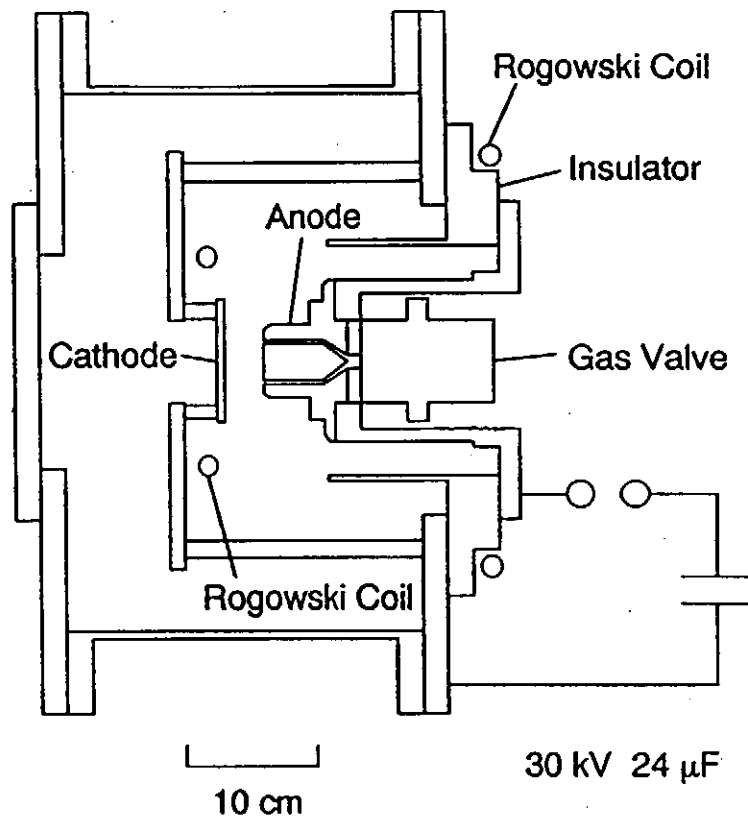 Rogowski Coil
Insulator
Anode
Cathode
Gas Valve
Rogowski Coil
10 cm
30 kV 24 μF